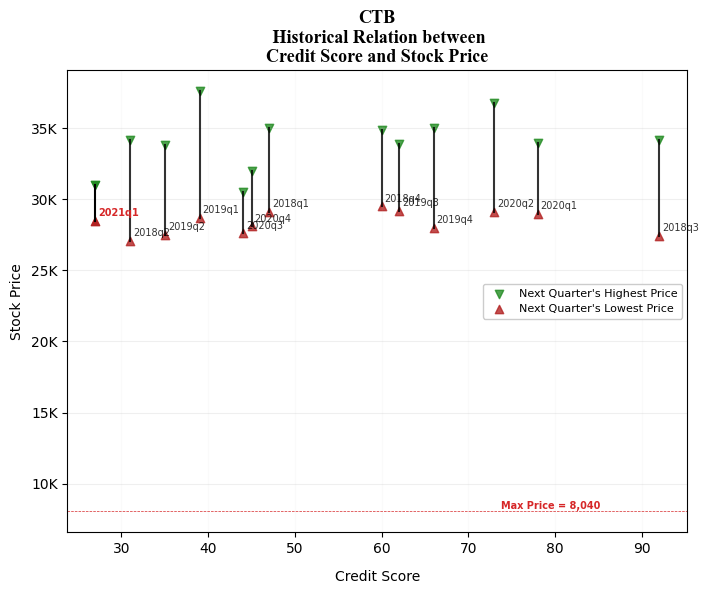 CTB
Historical Relation between
Credit Score and Stock Price
35K
30K
25K
20K
15K
10K
Stock Price
2021q1
2018q2
2019q2
2019q1
2020q3
2020q4
2018q1
2018q4
2019q3
2019q4
2020q2
2020q1
2018q3
Next Quarter's Highest Price
Next Quarter's Lowest Price
Max Price = 8,040
30 40 50 60 70 80 90
Credit Score